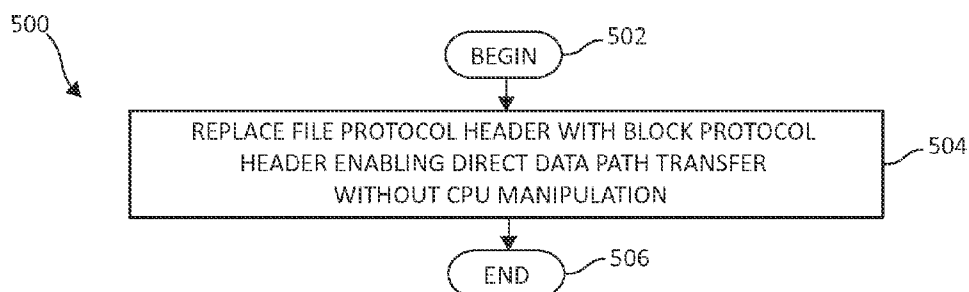 500
BEGIN
502
REPLACE FILE PROTOCOL HEADER WITH BLOCK PROTOCOL
HEADER ENABLING DIRECT DATA PATH TRANSFER
WITHOUT CPU MANIPULATION
504
END
506